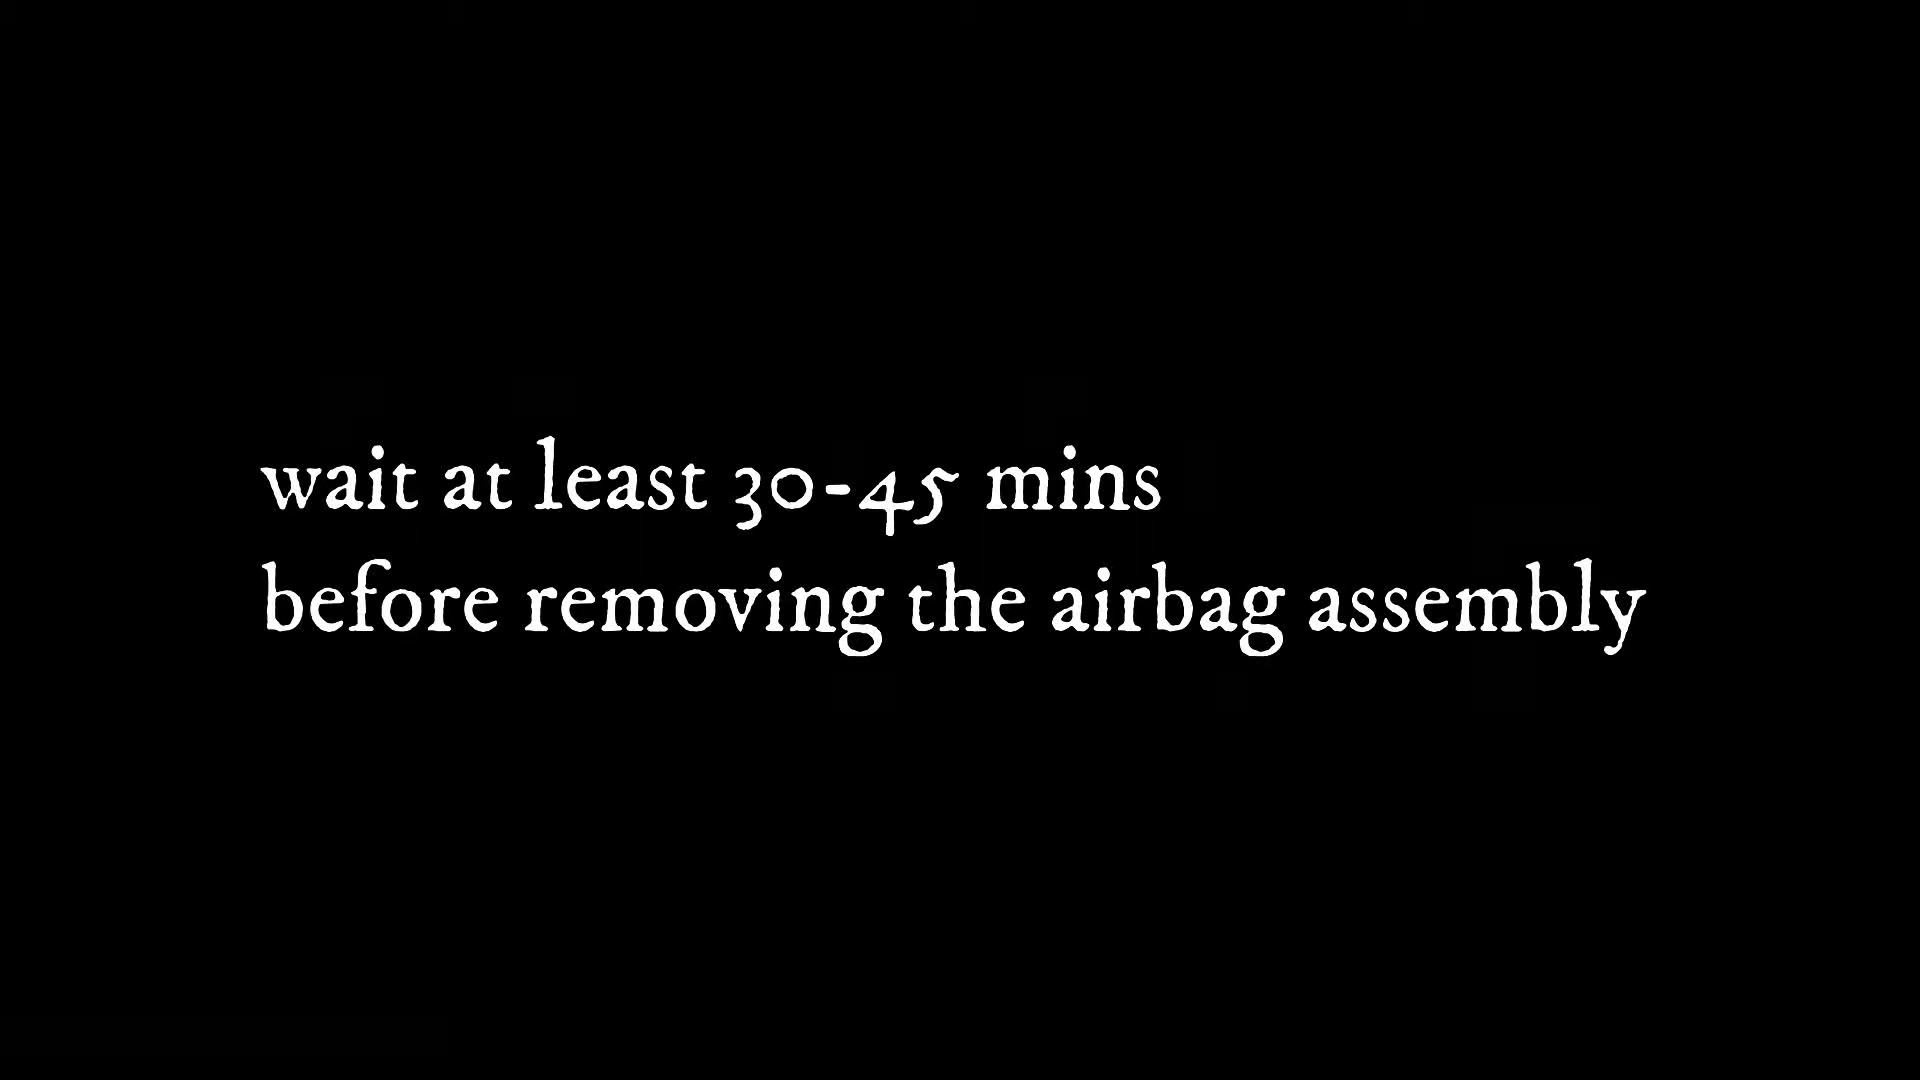 wait at least 30-45 mins
before removing the airbag assembly